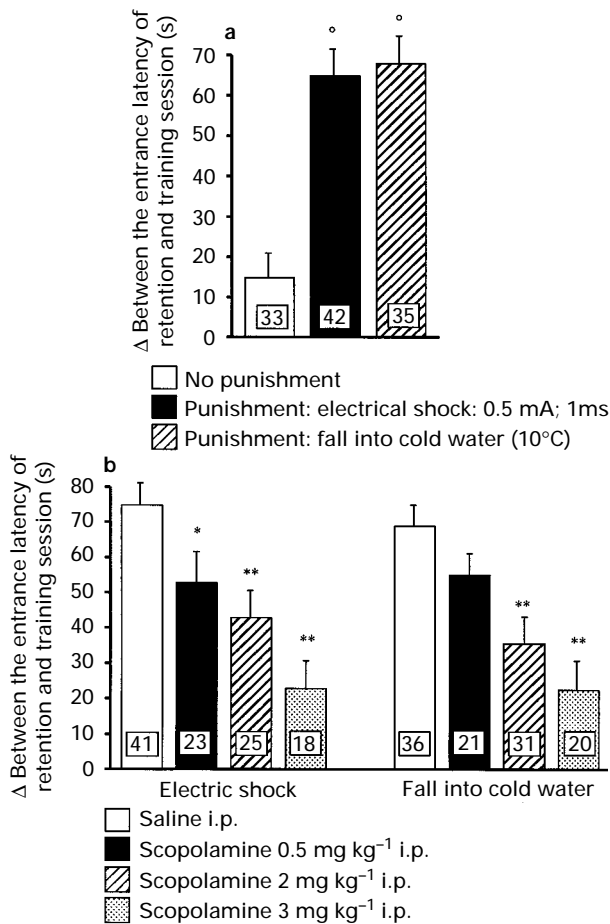 a
Δ Between the entrance latency of
retention and training session (s)
70
60
50
40
30
20
10
0
33
42
35
No punishment
Punishment: electrical shock: 0.5 mA; 1ms
Punishment: fall into cold water (10°C)
b
Δ Between the entrance latency of
retention and training session (s)
80
70
60
50
40
30
20
10
0
*
**
**
**
**
41
23
25
18
36
21
31
20
Electric shock
Fall into cold water
Saline i.p.
Scopolamine 0.5 mg kg⁻¹ i.p.
Scopolamine 2 mg kg⁻¹ i.p.
Scopolamine 3 mg kg⁻¹ i.p.